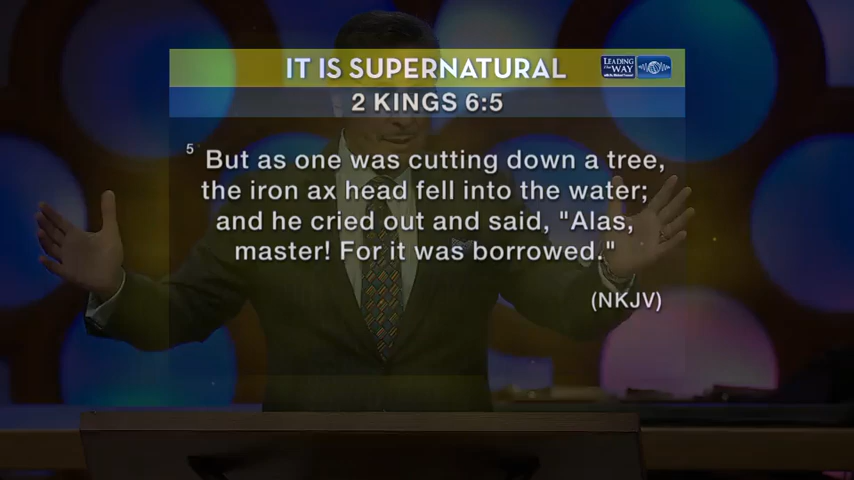 IT IS SUPERNATURAL
LEADING
The WAY
2 KINGS 6:5
5 But as one was cutting down a tree,
the iron ax head fell into the water;
and he cried out and said, "Alas,
master! For it was borrowed."
(NKJV)